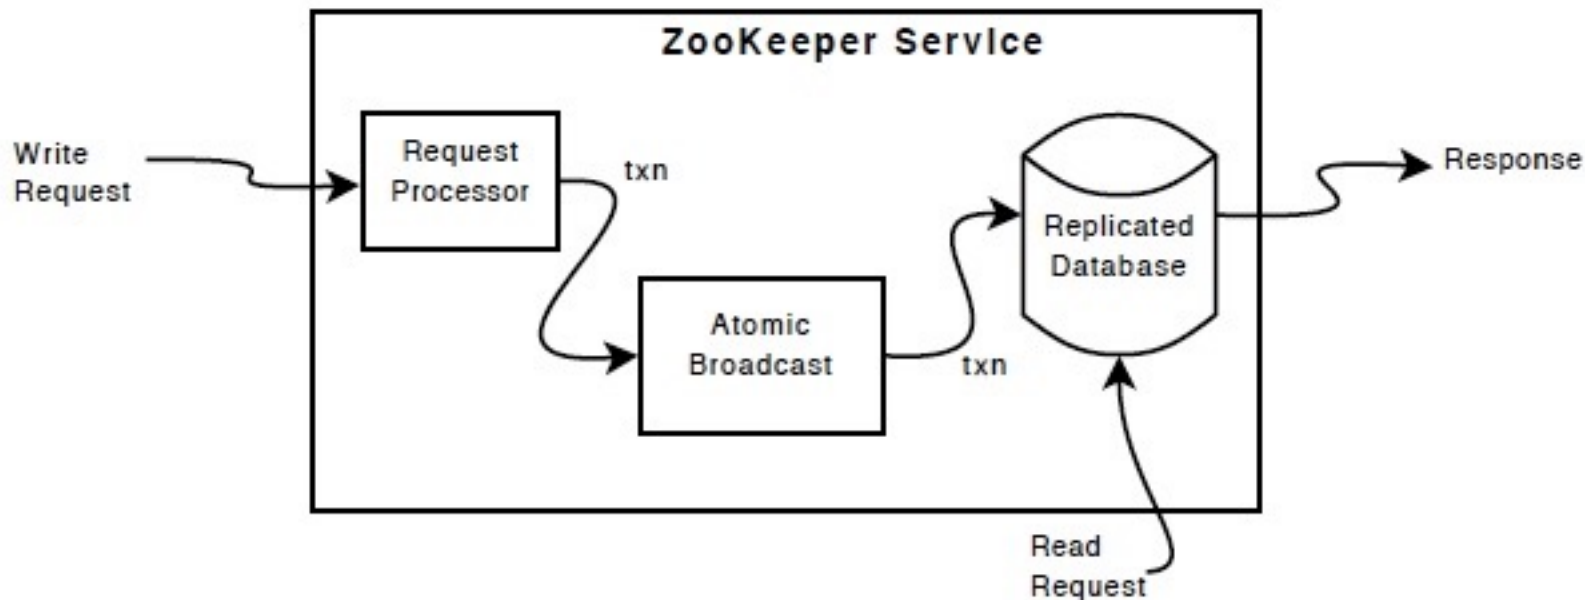 ZooKeeper Service
Write
Request
Request
Processor
txn
Atomic
Broadcast
txn
Replicated
Database
Response
Read
Request